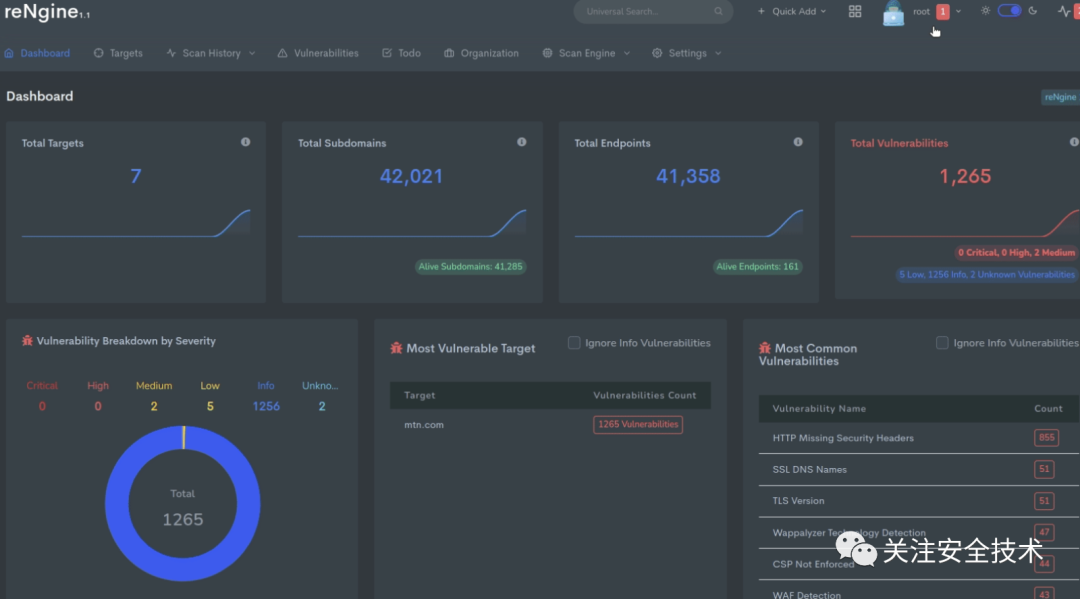 reNgine 1.1
Universal Search...
+ Quick Add
root 1
Dashboard
Targets
Scan History
Vulnerabilities
Todo
Organization
Scan Engine
Settings
Dashboard
reNgine
Total Targets
7
Total Subdomains
42,021
Alive Subdomains: 41,285
Total Endpoints
41,358
Alive Endpoints: 161
Total Vulnerabilities
1,265
0 Critical, 0 High, 2 Medium
5 Low, 1256 Info, 2 Unknown Vulnerabilities
Vulnerability Breakdown by Severity
Critical High Medium Low Info Unkno...
0 0 2 5 1256 2
Total
1265
Most Vulnerable Target
Ignore Info Vulnerabilities
Target Vulnerabilities Count
mtn.com 1265 Vulnerabilities
Most Common
Vulnerabilities
Ignore Info Vulnerabilities
Vulnerability Name Count
HTTP Missing Security Headers 855
SSL DNS Names 51
TLS Version 51
Wappalyzer Technology Detection 47
CSP Not Enforced 44
WAF Detection 43
关注安全技术